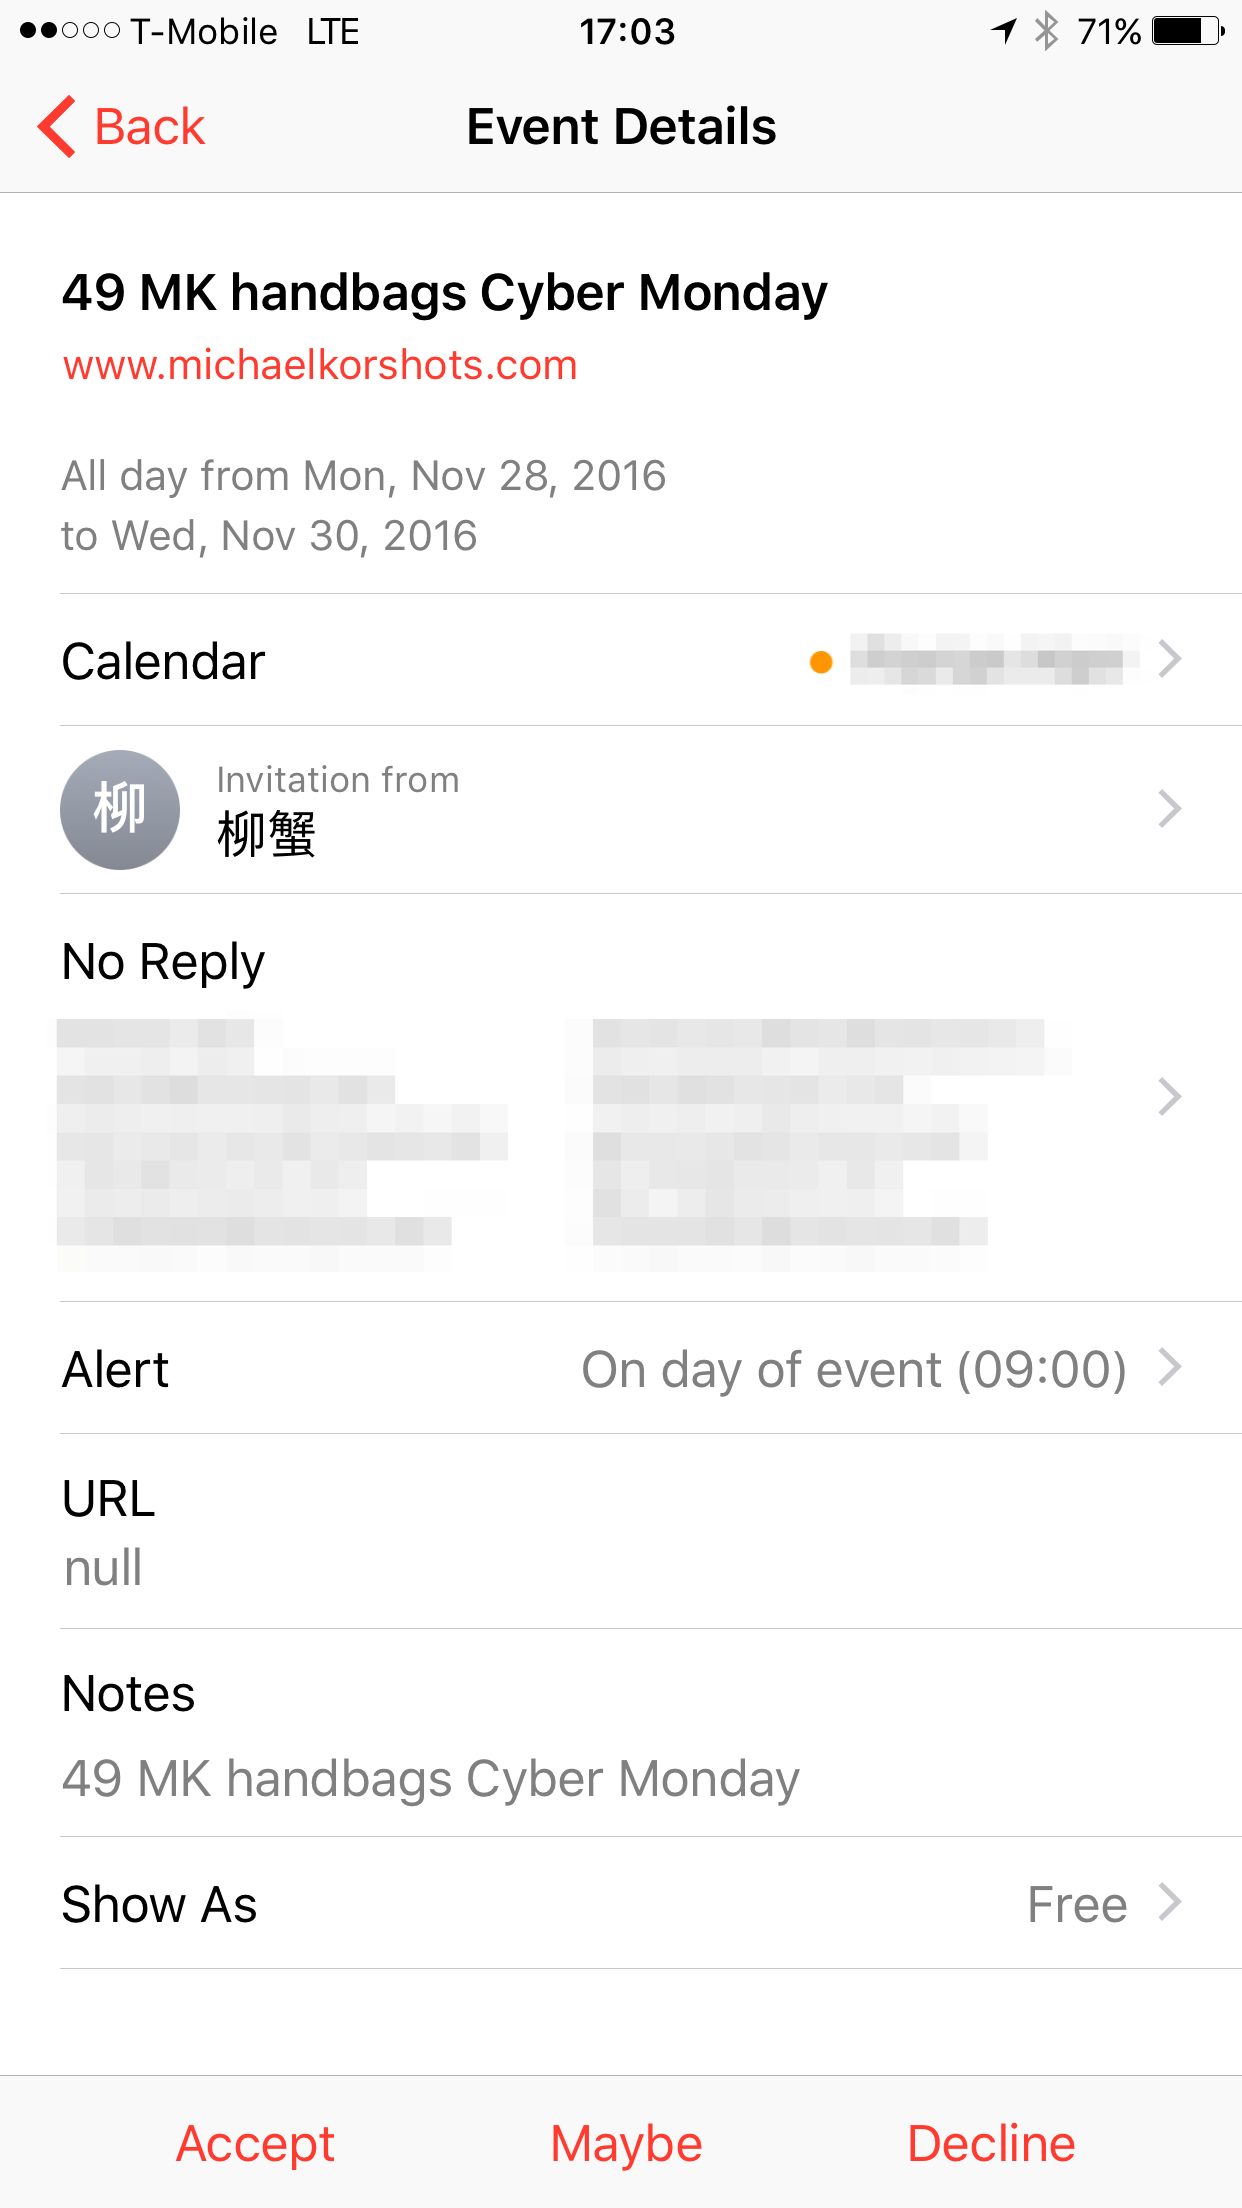 T-Mobile LTE 17:03 71%
Back Event Details
49 MK handbags Cyber Monday
www.michaelkorshots.com
All day from Mon, Nov 28, 2016
to Wed, Nov 30, 2016
Calendar
柳 Invitation from
柳蟹
No Reply
Alert On day of event (09:00)
URL
null
Notes
49 MK handbags Cyber Monday
Show As Free
Accept Maybe Decline